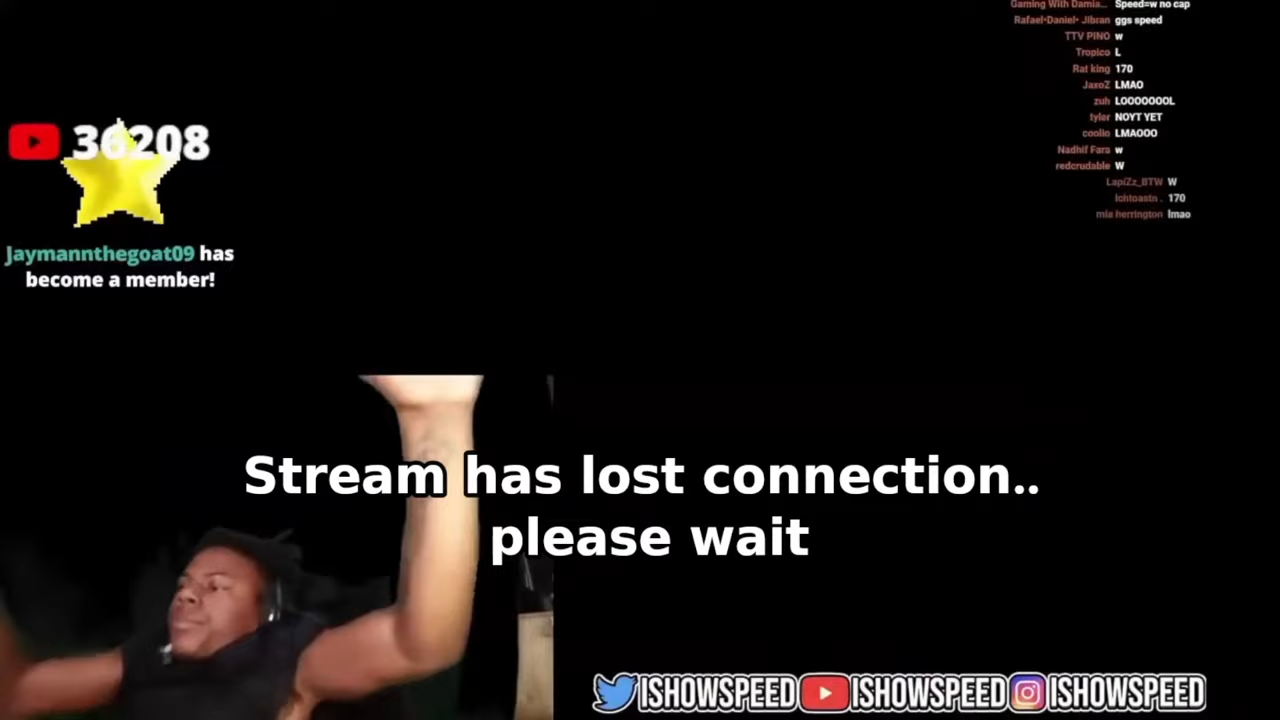 Gaming With Damia... Speed=w no cap
Rafael•Daniel• Jibran ggs speed
TTV PINO w
Tropico L
Rat king 170
JaxoZ LMAO
zuh LOOOOOOOL
tyler NOYT YET
coolio LMAOOO
Nadhif Fara w
redcrudable W
LapiZz_BTW W
Ichtoastn . 170
mia herrington lmao
36208
Jaymannthegoat09 has
become a member!
Stream has lost connection..
please wait
ISHOWSPEED ISHOWSPEED ISHOWSPEED